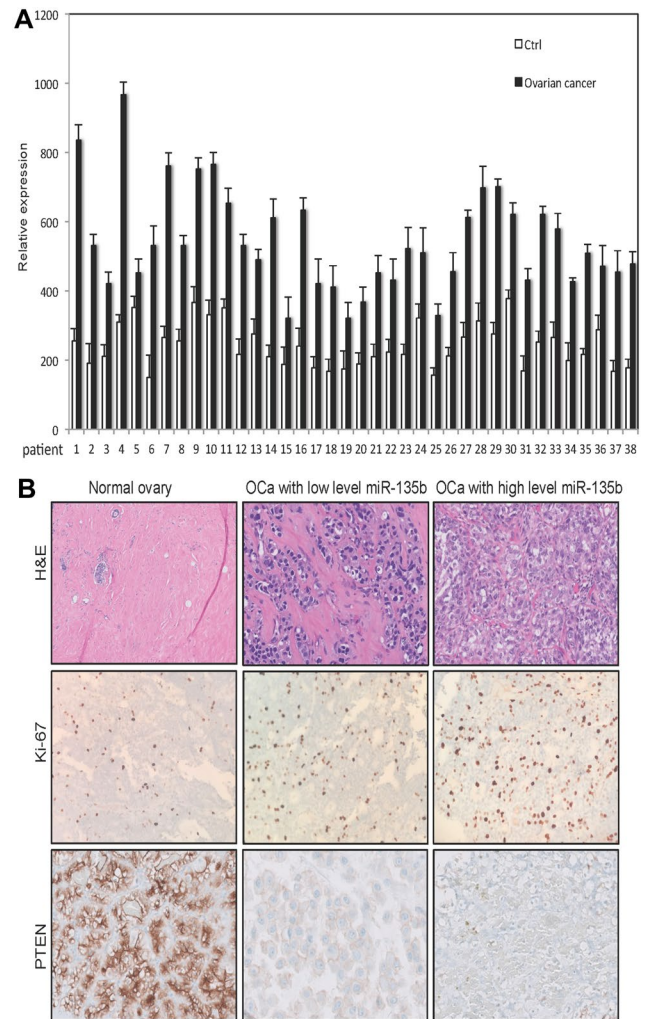 A
1200
1000
800
600
400
200
0
Relative expression
Ctrl
Ovarian cancer
patient 1 2 3 4 5 6 7 8 9 10 11 12 13 14 15 16 17 18 19 20 21 22 23 24 25 26 27 28 29 30 31 32 33 34 35 36 37 38
B
Normal ovary OCa with low level miR-135b OCa with high level miR-135b
H&E
Ki-67
PTEN